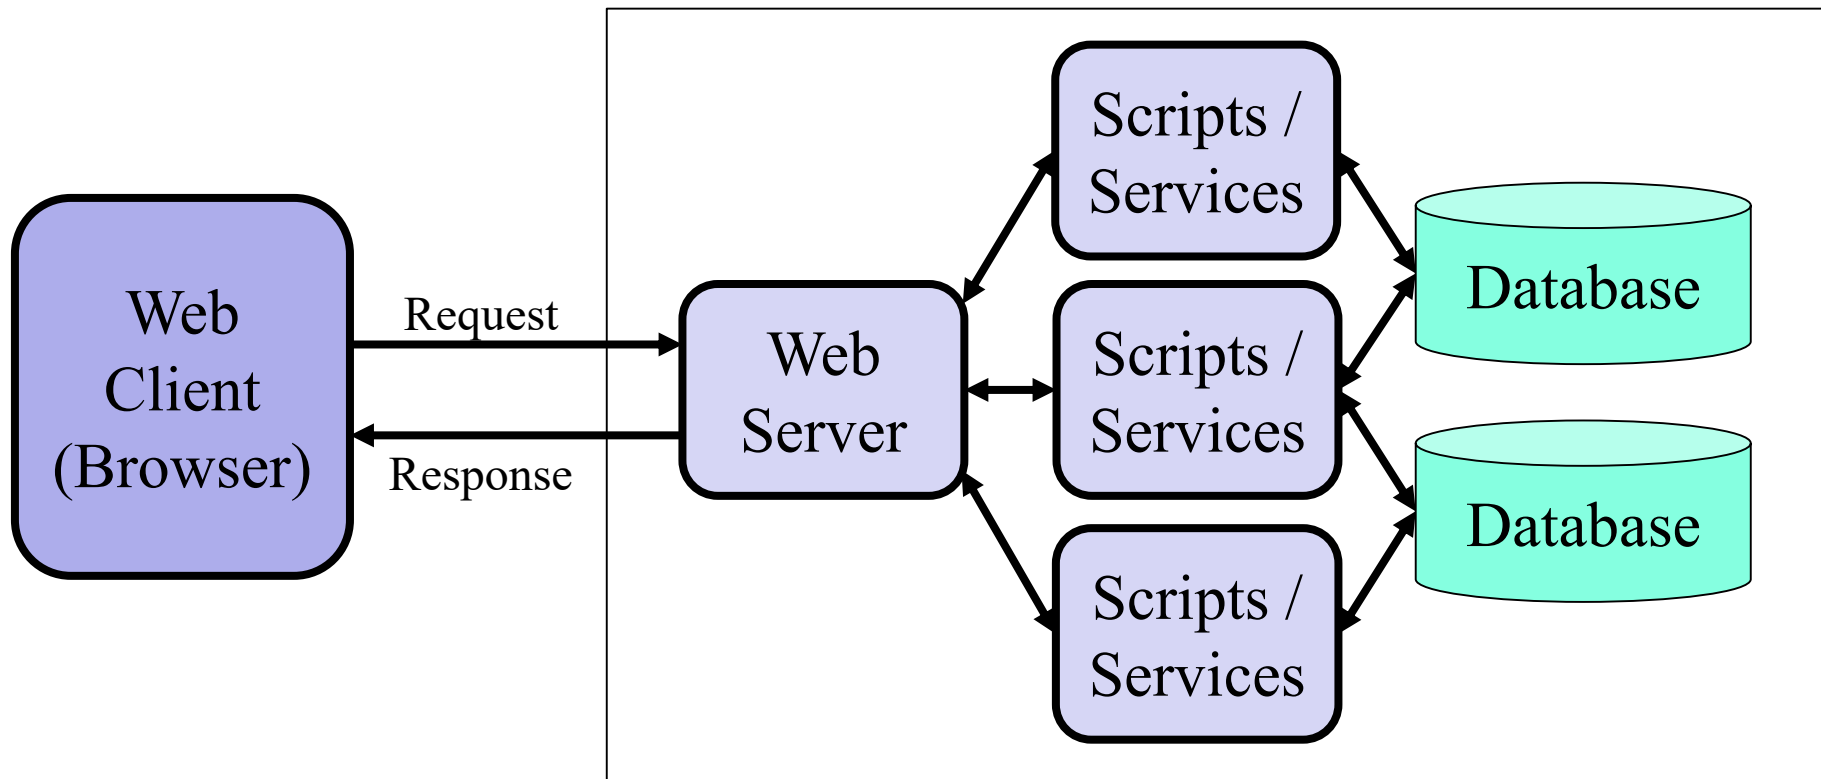 Web
Client
(Browser)
Request
Response
Web
Server
Scripts /
Services
Scripts /
Services
Scripts /
Services
Database
Database